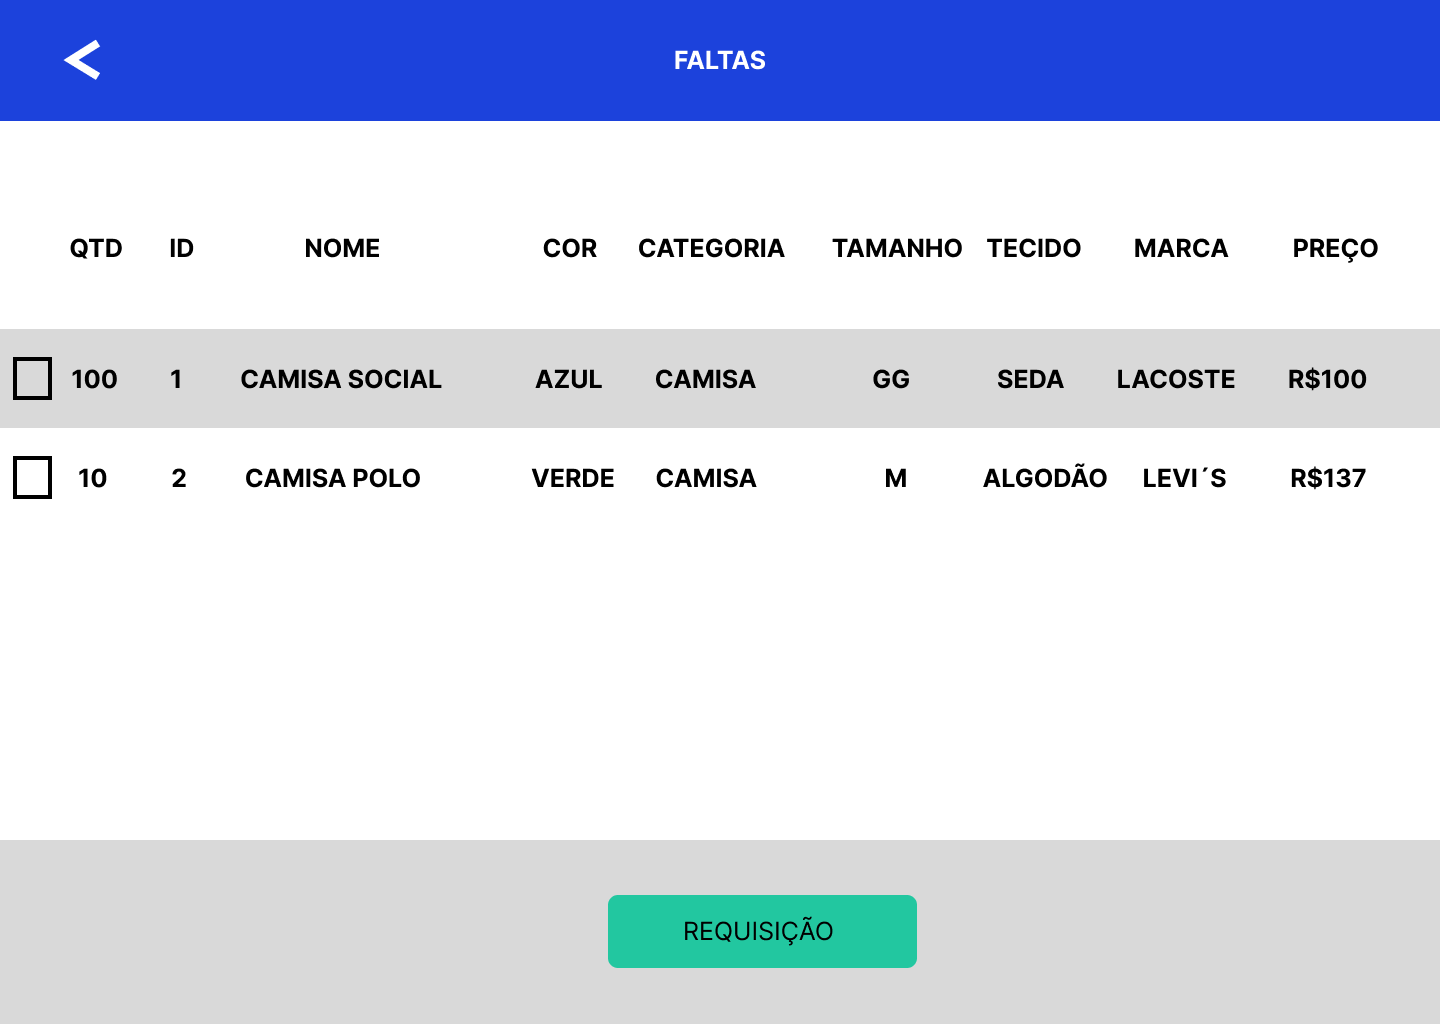 FALTAS
QTD ID NOME COR CATEGORIA TAMANHO TECIDO MARCA PREÇO
100 1 CAMISA SOCIAL AZUL CAMISA GG SEDA LACOSTE R$100
10 2 CAMISA POLO VERDE CAMISA M ALGODÃO LEVI´S R$137
REQUISIÇÃO